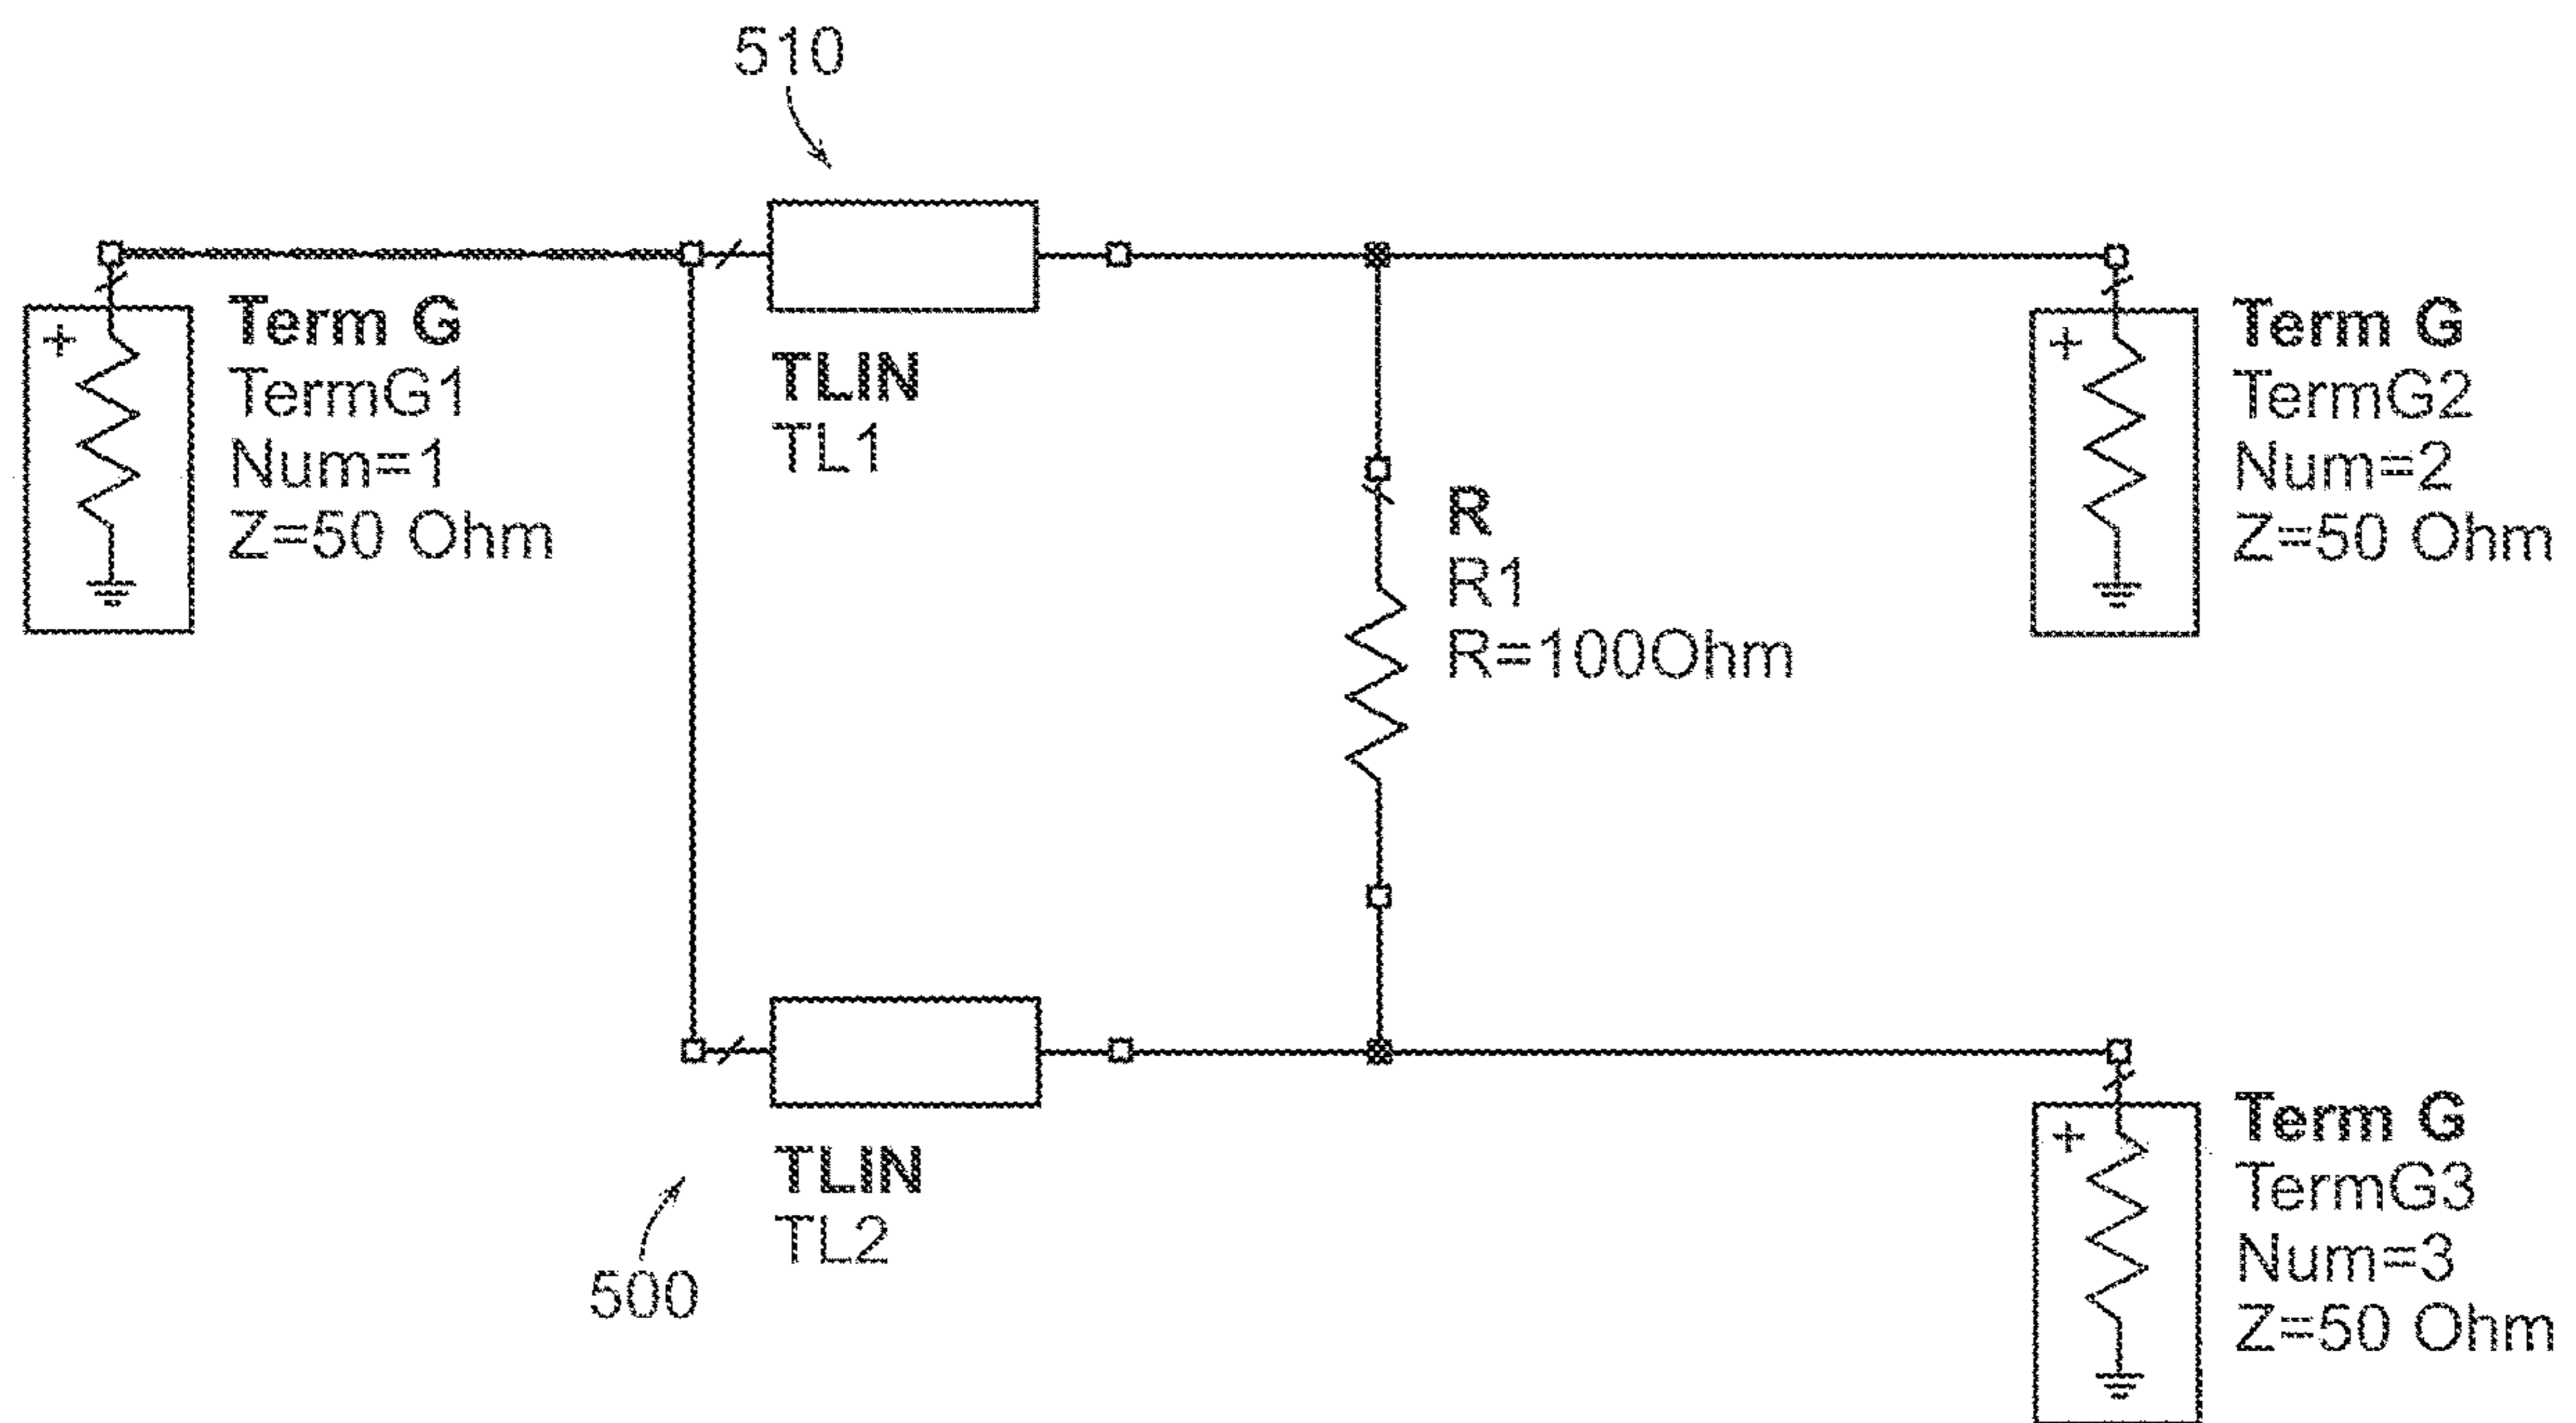 510
Term G
TermG1
Num=1
Z=50 Ohm
+
TLIN
TL1
R
R1
R=100Ohm
+
Term G
TermG2
Num=2
Z=50 Ohm
TLIN
TL2
500
+
Term G
TermG3
Num=3
Z=50 Ohm